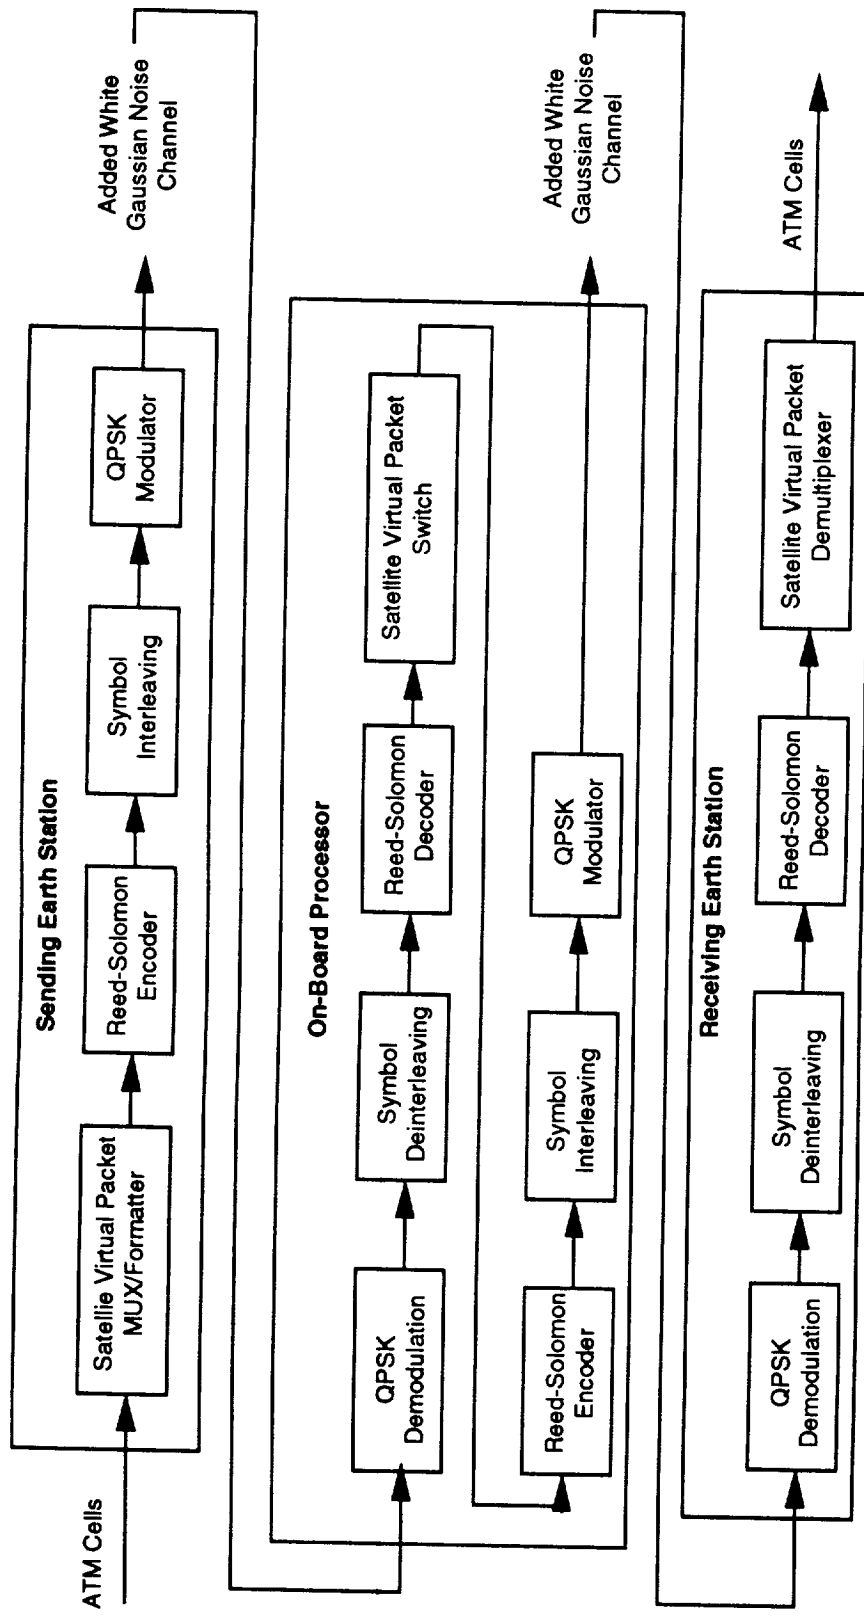 Sending Earth Station
ATM Cells
Satellie Virtual Packet
MUX/Formatter
Reed-Solomon
Encoder
Symbol
Interleaving
QPSK
Modulator
Added White
Gaussian Noise
Channel
On-Board Processor
QPSK
Demodulation
Symbol
Deinterleaving
Reed-Solomon
Decoder
Satellite Virtual Packet
Switch
Reed-Solomon
Encoder
Symbol
Interleaving
QPSK
Modulator
Added White
Gaussian Noise
Channel
Receiving Earth Station
QPSK
Demodulation
Symbol
Deinterleaving
Reed-Solomon
Decoder
Satellite Virtual Packet
Demultiplexer
ATM Cells